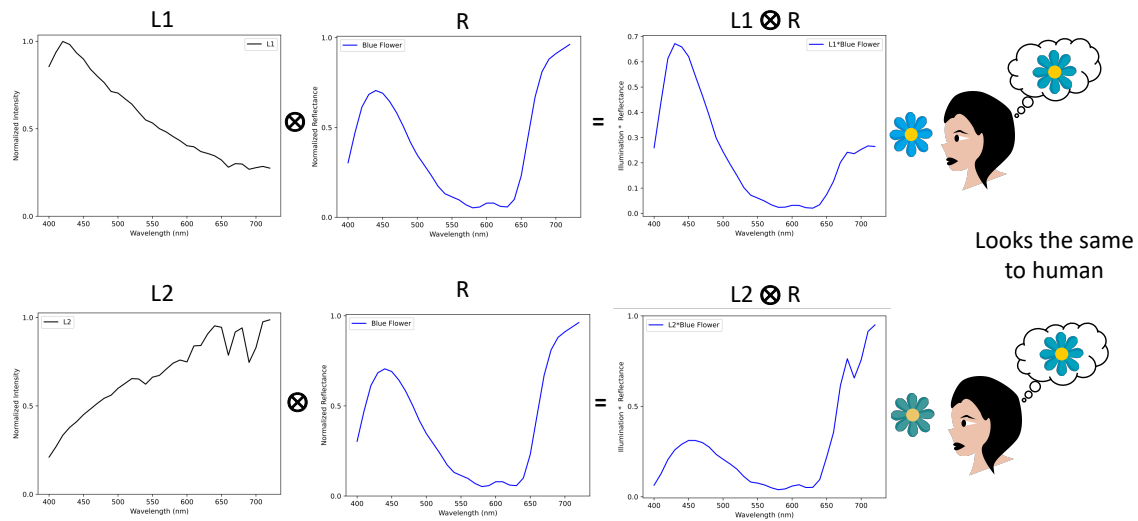 L1
R
L1 ⊗ R
1.0
0.5
0.0
Normalized Intensity
L1
400 450 500 550 600 650 700
Wavelength (nm)
⊗
1.0
0.5
0.0
Normalized Reflectance
Blue Flower
400 450 500 550 600 650 700
Wavelength (nm)
=
0.7
0.6
0.5
0.4
0.3
0.2
0.1
0.0
Illumination * Reflectance
L1*Blue Flower
400 450 500 550 600 650 700
Wavelength (nm)
Looks the same
to human
L2
R
L2 ⊗ R
1.0
0.5
0.0
Normalized Intensity
L2
400 450 500 550 600 650 700
Wavelength (nm)
⊗
1.0
0.5
0.0
Normalized Reflectance
Blue Flower
400 450 500 550 600 650 700
Wavelength (nm)
=
1.0
0.5
0.0
Illumination * Reflectance
L2*Blue Flower
400 450 500 550 600 650 700
Wavelength (nm)